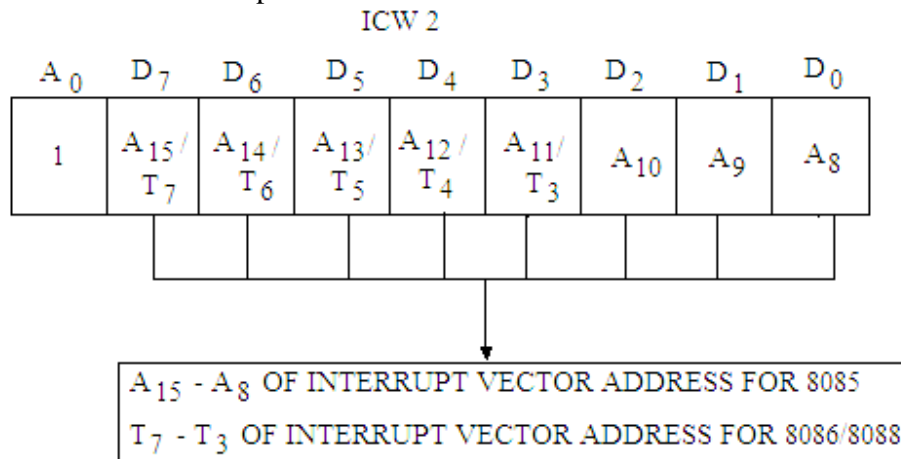 ICW 2
A0 D7 D6 D5 D4 D3 D2 D1 D0
1 A15/ T7 A14/ T6 A13/ T5 A12/ T4 A11/ T3 A10 A9 A8
A15 - A8 OF INTERRUPT VECTOR ADDRESS FOR 8085
T7 - T3 OF INTERRUPT VECTOR ADDRESS FOR 8086/8088